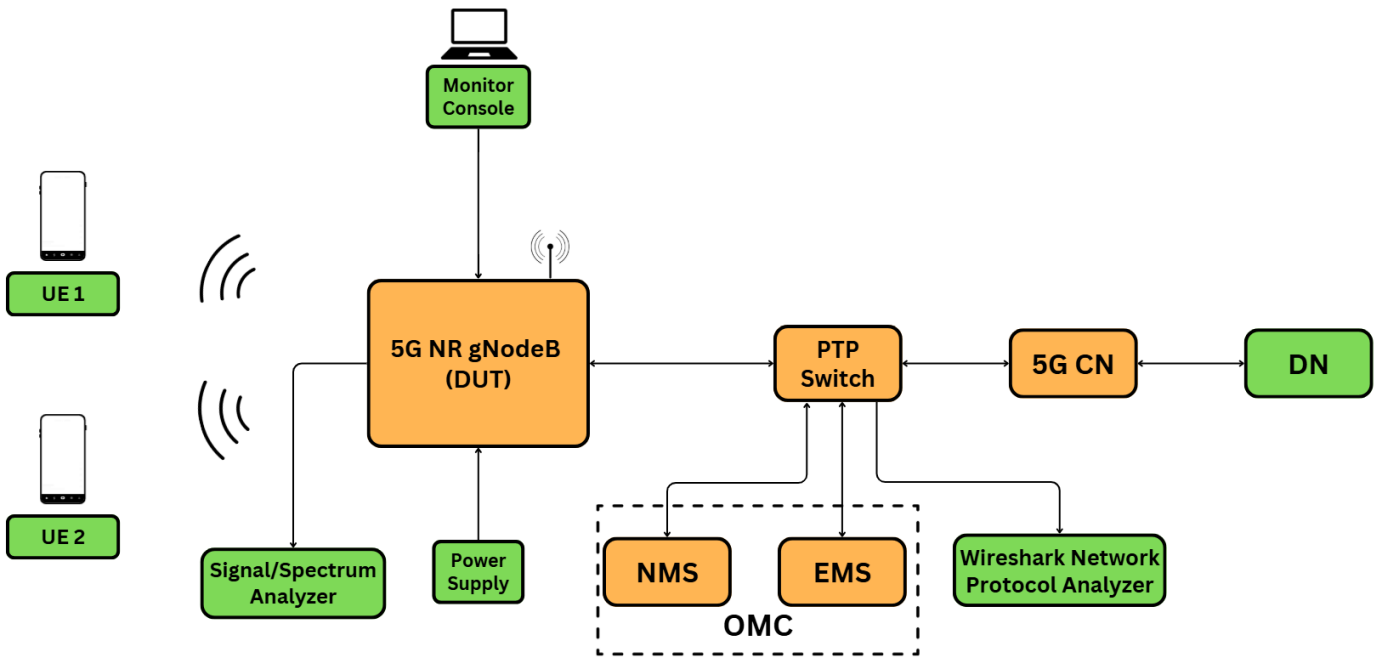 Monitor
Console
UE 1
5G NR gNodeB
(DUT)
PTP
Switch
5G CN
DN
UE 2
Signal/Spectrum
Analyzer
Power
Supply
NMS
EMS
OMC
Wireshark Network
Protocol Analyzer